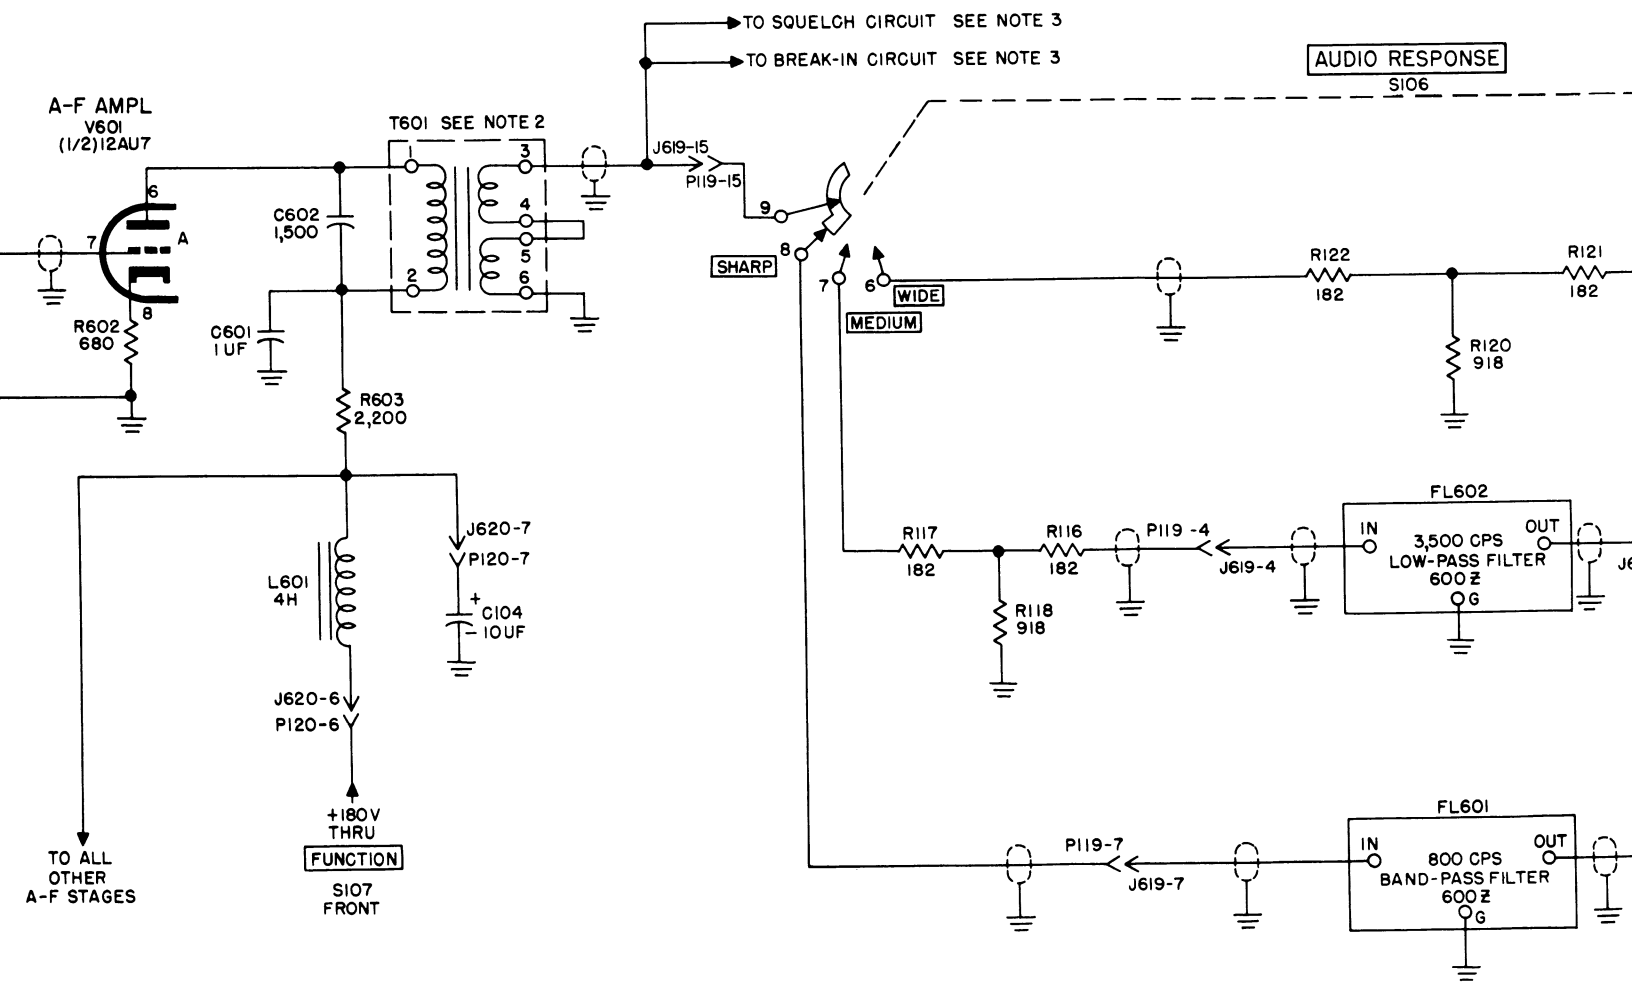 TO SQUELCH CIRCUIT SEE NOTE 3
TO BREAK-IN CIRCUIT SEE NOTE 3
AUDIO RESPONSE
S106
A-F AMPL
V601
(1/2)12AU7
T601 SEE NOTE 2
J619-15
P119-15
1
3
6
7
A
8
C602
1,500
4
5
2
6
9
8
SHARP
7
6
WIDE
MEDIUM
R122
182
R121
182
R120
918
R602
680
C601
1UF
R603
2,200
J620-7
P120-7
L601
4H
+
C104
- 10UF
J620-6
P120-6
+180V
THRU
FUNCTION
S107
FRONT
TO ALL
OTHER
A-F STAGES
R117
182
R116
182
P119 -4
J619-4
R118
918
FL602
IN
OUT
3,500 CPS
LOW-PASS FILTER
600 Z
G
J6
P119-7
J619-7
FL601
IN
OUT
800 CPS
BAND-PASS FILTER
600 Z
G